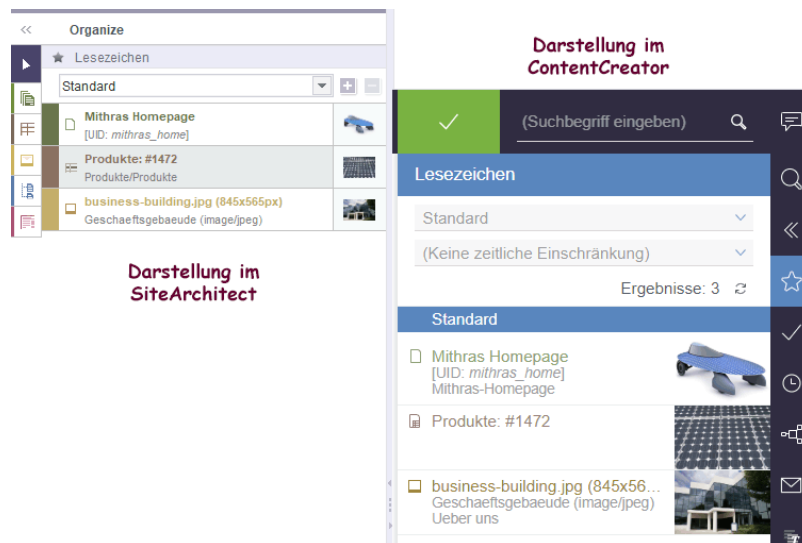 Organize
Lesezeichen
Standard
Mithras Homepage
[UID: mithras_home]
Produkte: #1472
Produkte/Produkte
business-building.jpg (845x565px)
Geschaeftsgebaeude (image/jpeg)
Darstellung im
SiteArchitect
Darstellung im
ContentCreator
(Suchbegriff eingeben)
Lesezeichen
Standard
(Keine zeitliche Einschränkung)
Ergebnisse: 3
Standard
Mithras Homepage
[UID: mithras_home]
Mithras-Homepage
Produkte: #1472
business-building.jpg (845x56...
Geschaeftsgebaeude (image/jpeg)
Ueber uns